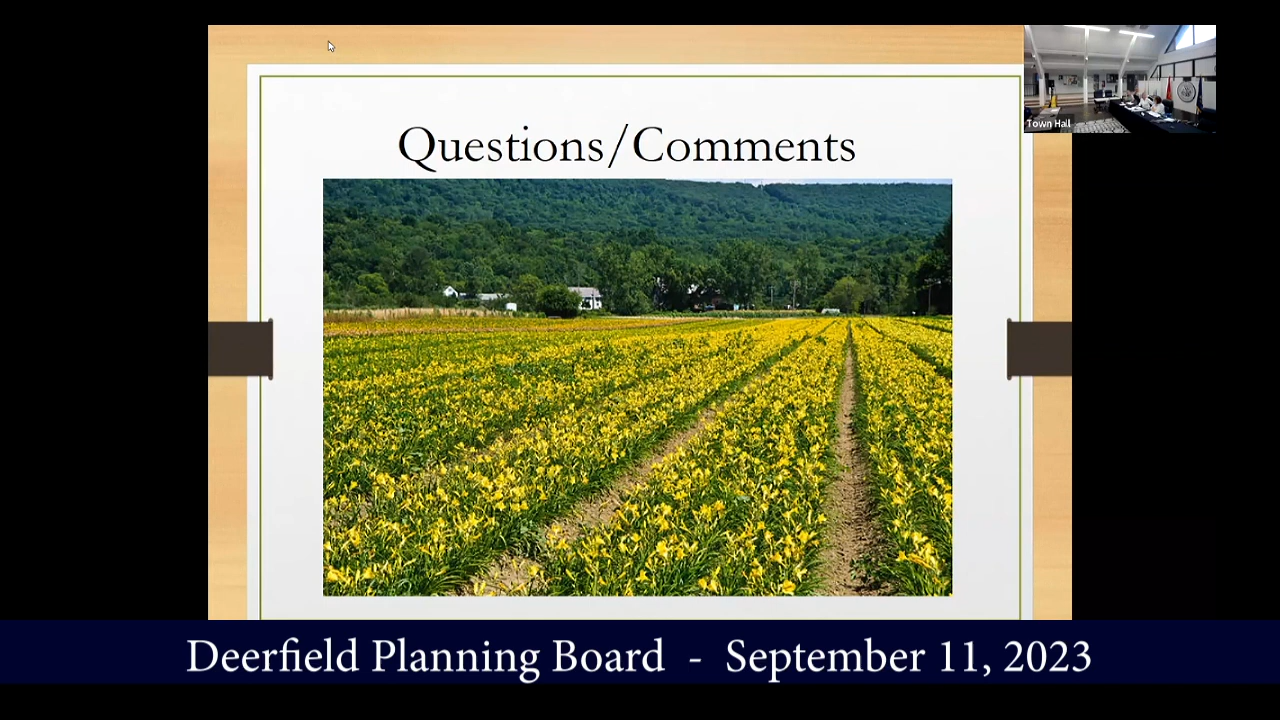 Questions/Comments
Town Hall
Deerfield Planning Board - September 11, 2023